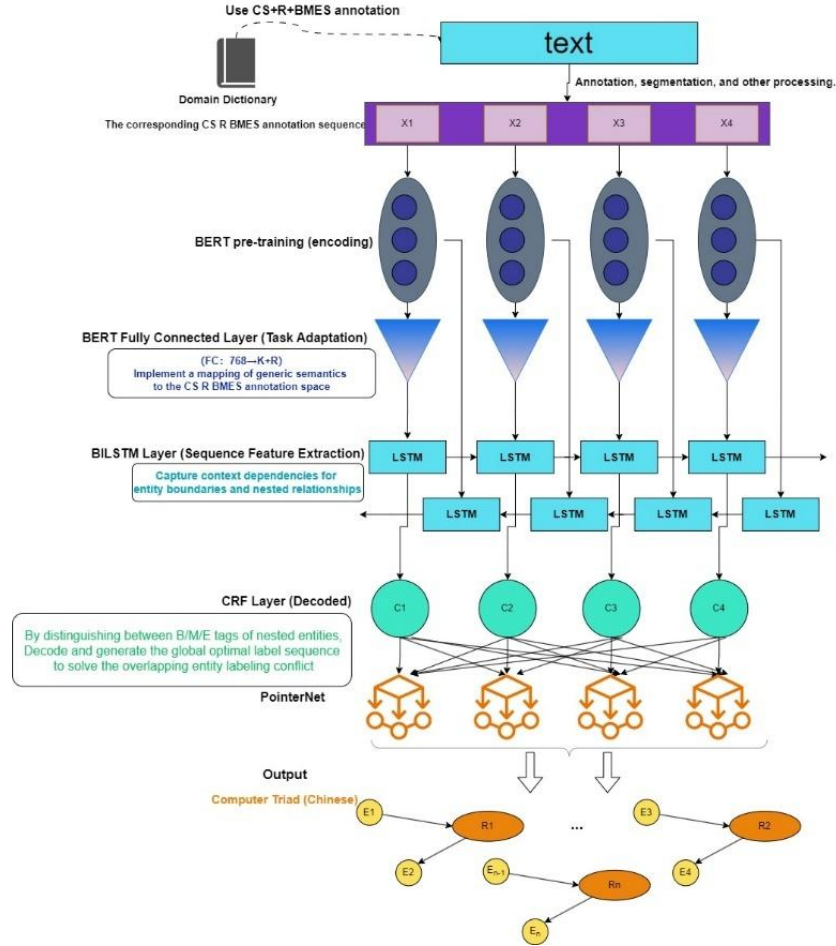 Use CS+R+BMES annotation
text
Domain Dictionary
Annotation, segmentation, and other processing.
The corresponding CS R BMES annotation sequence
X1 X2 X3 X4
BERT pre-training (encoding)
BERT Fully Connected Layer (Task Adaptation)
(FC: 768→K+R)
Implement a mapping of generic semantics
to the CS R BMES annotation space
BILSTM Layer (Sequence Feature Extraction)
LSTM LSTM LSTM LSTM
Capture context dependencies for
entity boundaries and nested relationships
LSTM LSTM LSTM LSTM
CRF Layer (Decoded)
C1 C2 C3 C4
By distinguishing between B/M/E tags of nested entities,
Decode and generate the global optimal label sequence
to solve the overlapping entity labeling conflict
PointerNet
Output
Computer Triad (Chinese)
E1 R1 ... E3 R2
E2 En-1 E4
Rn
En